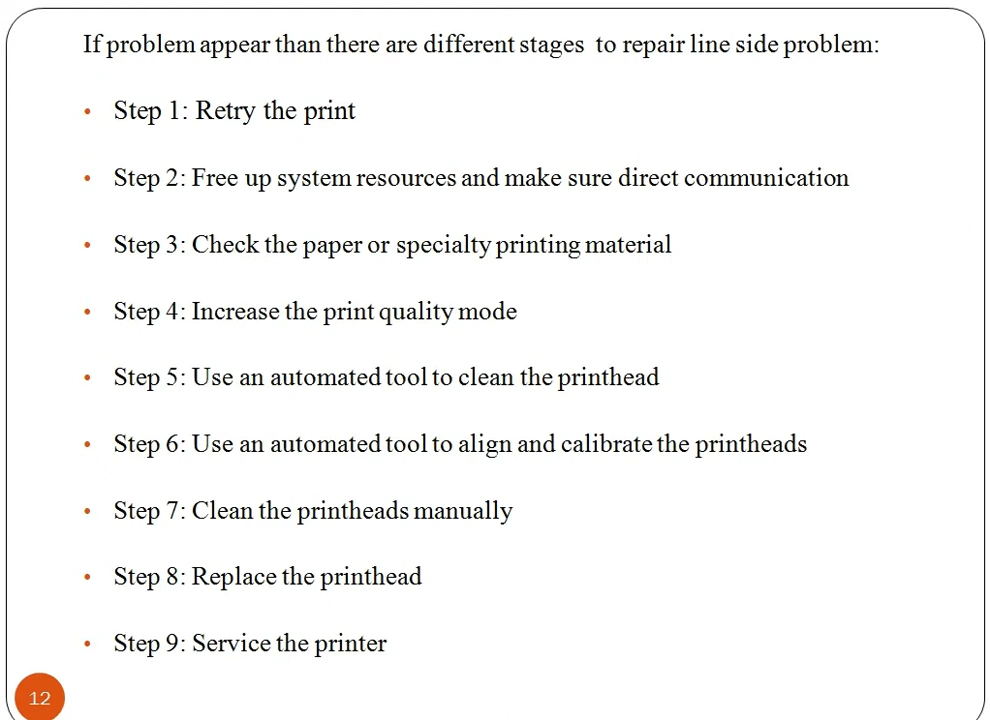 If problem appear than there are different stages to repair line side problem:
• Step 1: Retry the print
• Step 2: Free up system resources and make sure direct communication
• Step 3: Check the paper or specialty printing material
• Step 4: Increase the print quality mode
• Step 5: Use an automated tool to clean the printhead
• Step 6: Use an automated tool to align and calibrate the printheads
• Step 7: Clean the printheads manually
• Step 8: Replace the printhead
• Step 9: Service the printer
12